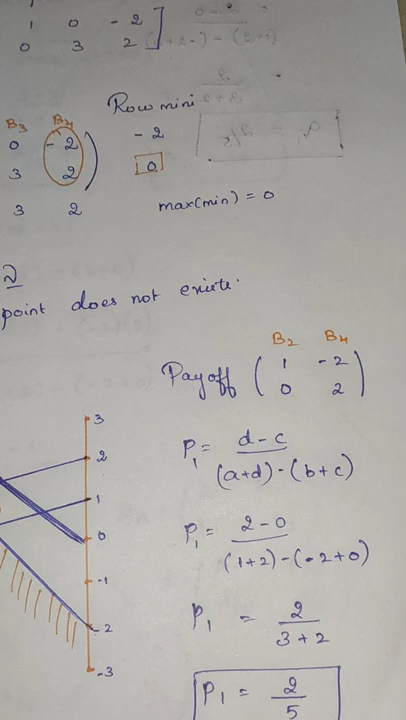 1 0 -2
0 3 2
Row mini
B3 B4
0 -2 -2
3 2 0
3 2
max(min) = 0
point does not exists.
B2 B4
Payoff ( 1 -2
0 2 )
P1 = d-c
(a+d)-(b+c)
P1 = 2-0
(1+2)-(-2+0)
P1 = 2
3+2
P1 = 2
5
3
2
1
0
-1
-2
-3